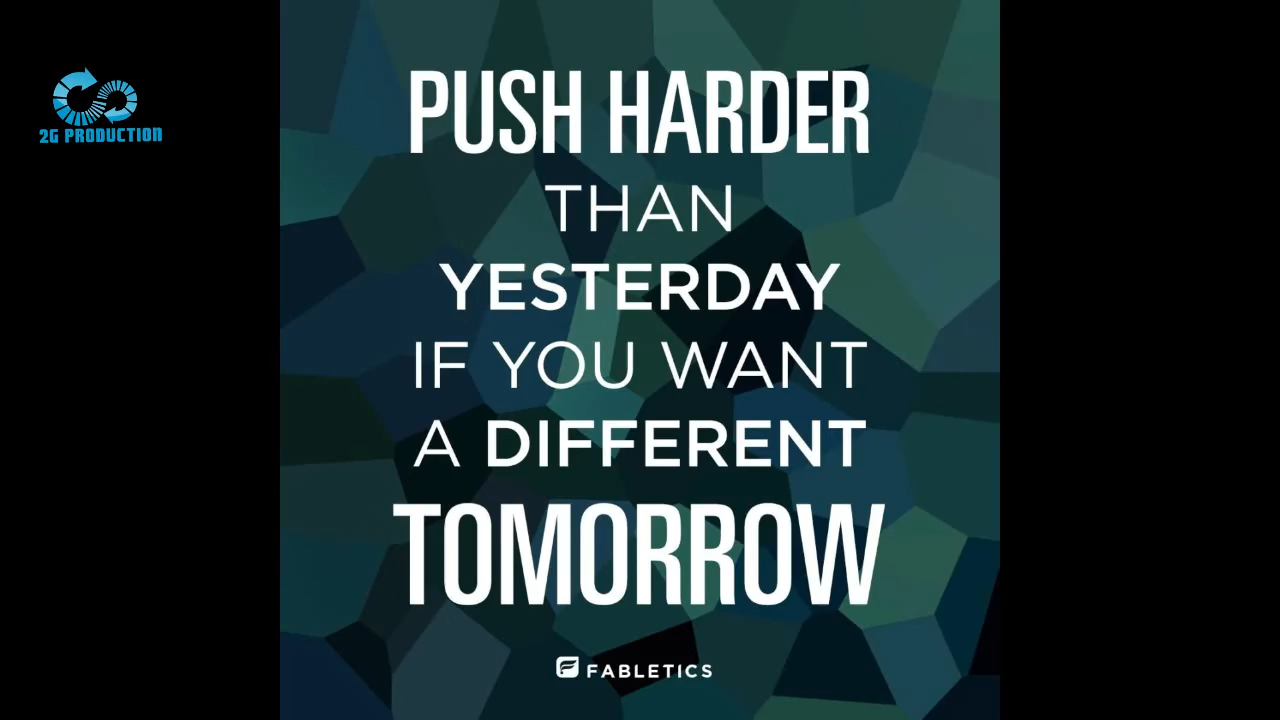 2G PRODUCTION
PUSH HARDER
THAN
YESTERDAY
IF YOU WANT
A DIFFERENT
TOMORROW
FABLETICS